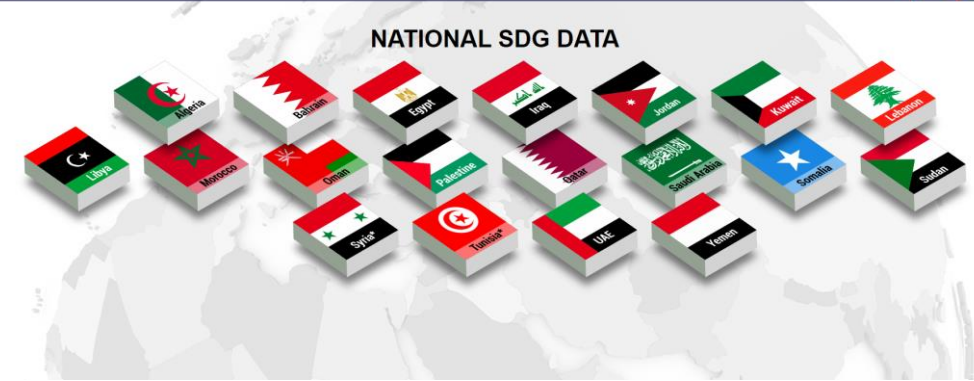 NATIONAL SDG DATA
Algeria
Bahrain
Egypt
Iraq
Jordan
Kuwait
Lebanon
Libya
Morocco
Oman
Palestine
Qatar
Saudi Arabia
Somalia
Sudan
Syria*
Tunisia*
UAE
Yemen